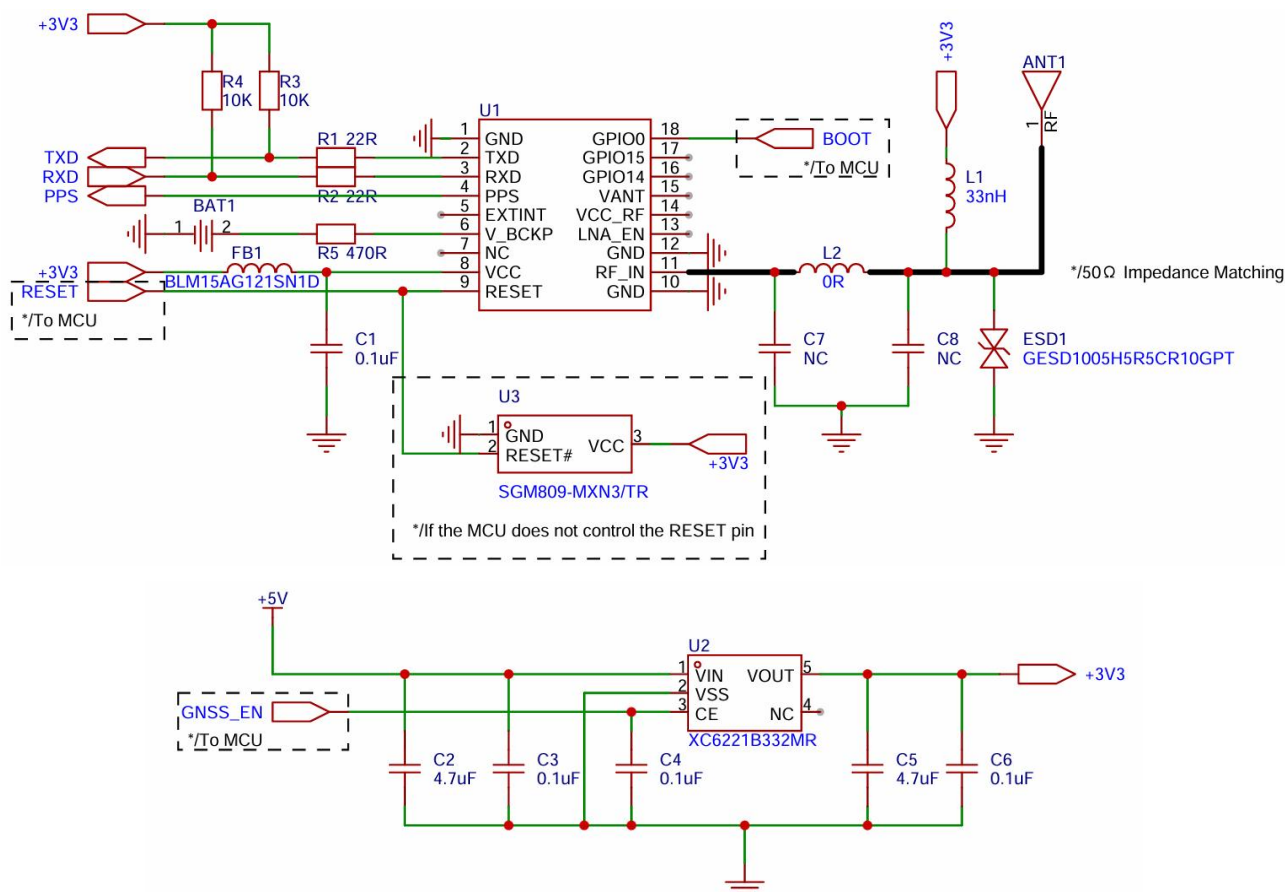 +3V3
R4
10K
R3
10K
TXD
RXD
PPS
R1 22R
R2 22R
BAT1
1
2
R5 470R
FB1
+3V3
BLM15AG121SN1D
RESET
*/To MCU
C1
0.1uF
U1
1 GND
2 TXD
3 RXD
4 PPS
5 EXTINT
6 V_BCKP
7 NC
8 VCC
9 RESET
GPIO0 18
GPIO15 17
GPIO14 16
VANT 15
VCC_RF 14
LNA_EN 13
GND 12
RF_IN 11
GND 10
BOOT
*/To MCU
+3V3
L1
33nH
ANT1
1
RF
L2
0R
*/50Ω Impedance Matching
C7
NC
C8
NC
ESD1
GESD1005H5R5CR10GPT
U3
1 GND
2 RESET#
VCC 3
+3V3
SGM809-MXN3/TR
*/If the MCU does not control the RESET pin
+5V
GNSS_EN
*/To MCU
C2
4.7uF
C3
0.1uF
C4
0.1uF
U2
1 VIN
2 VSS
3 CE
VOUT 5
NC 4
XC6221B332MR
C5
4.7uF
C6
0.1uF
+3V3